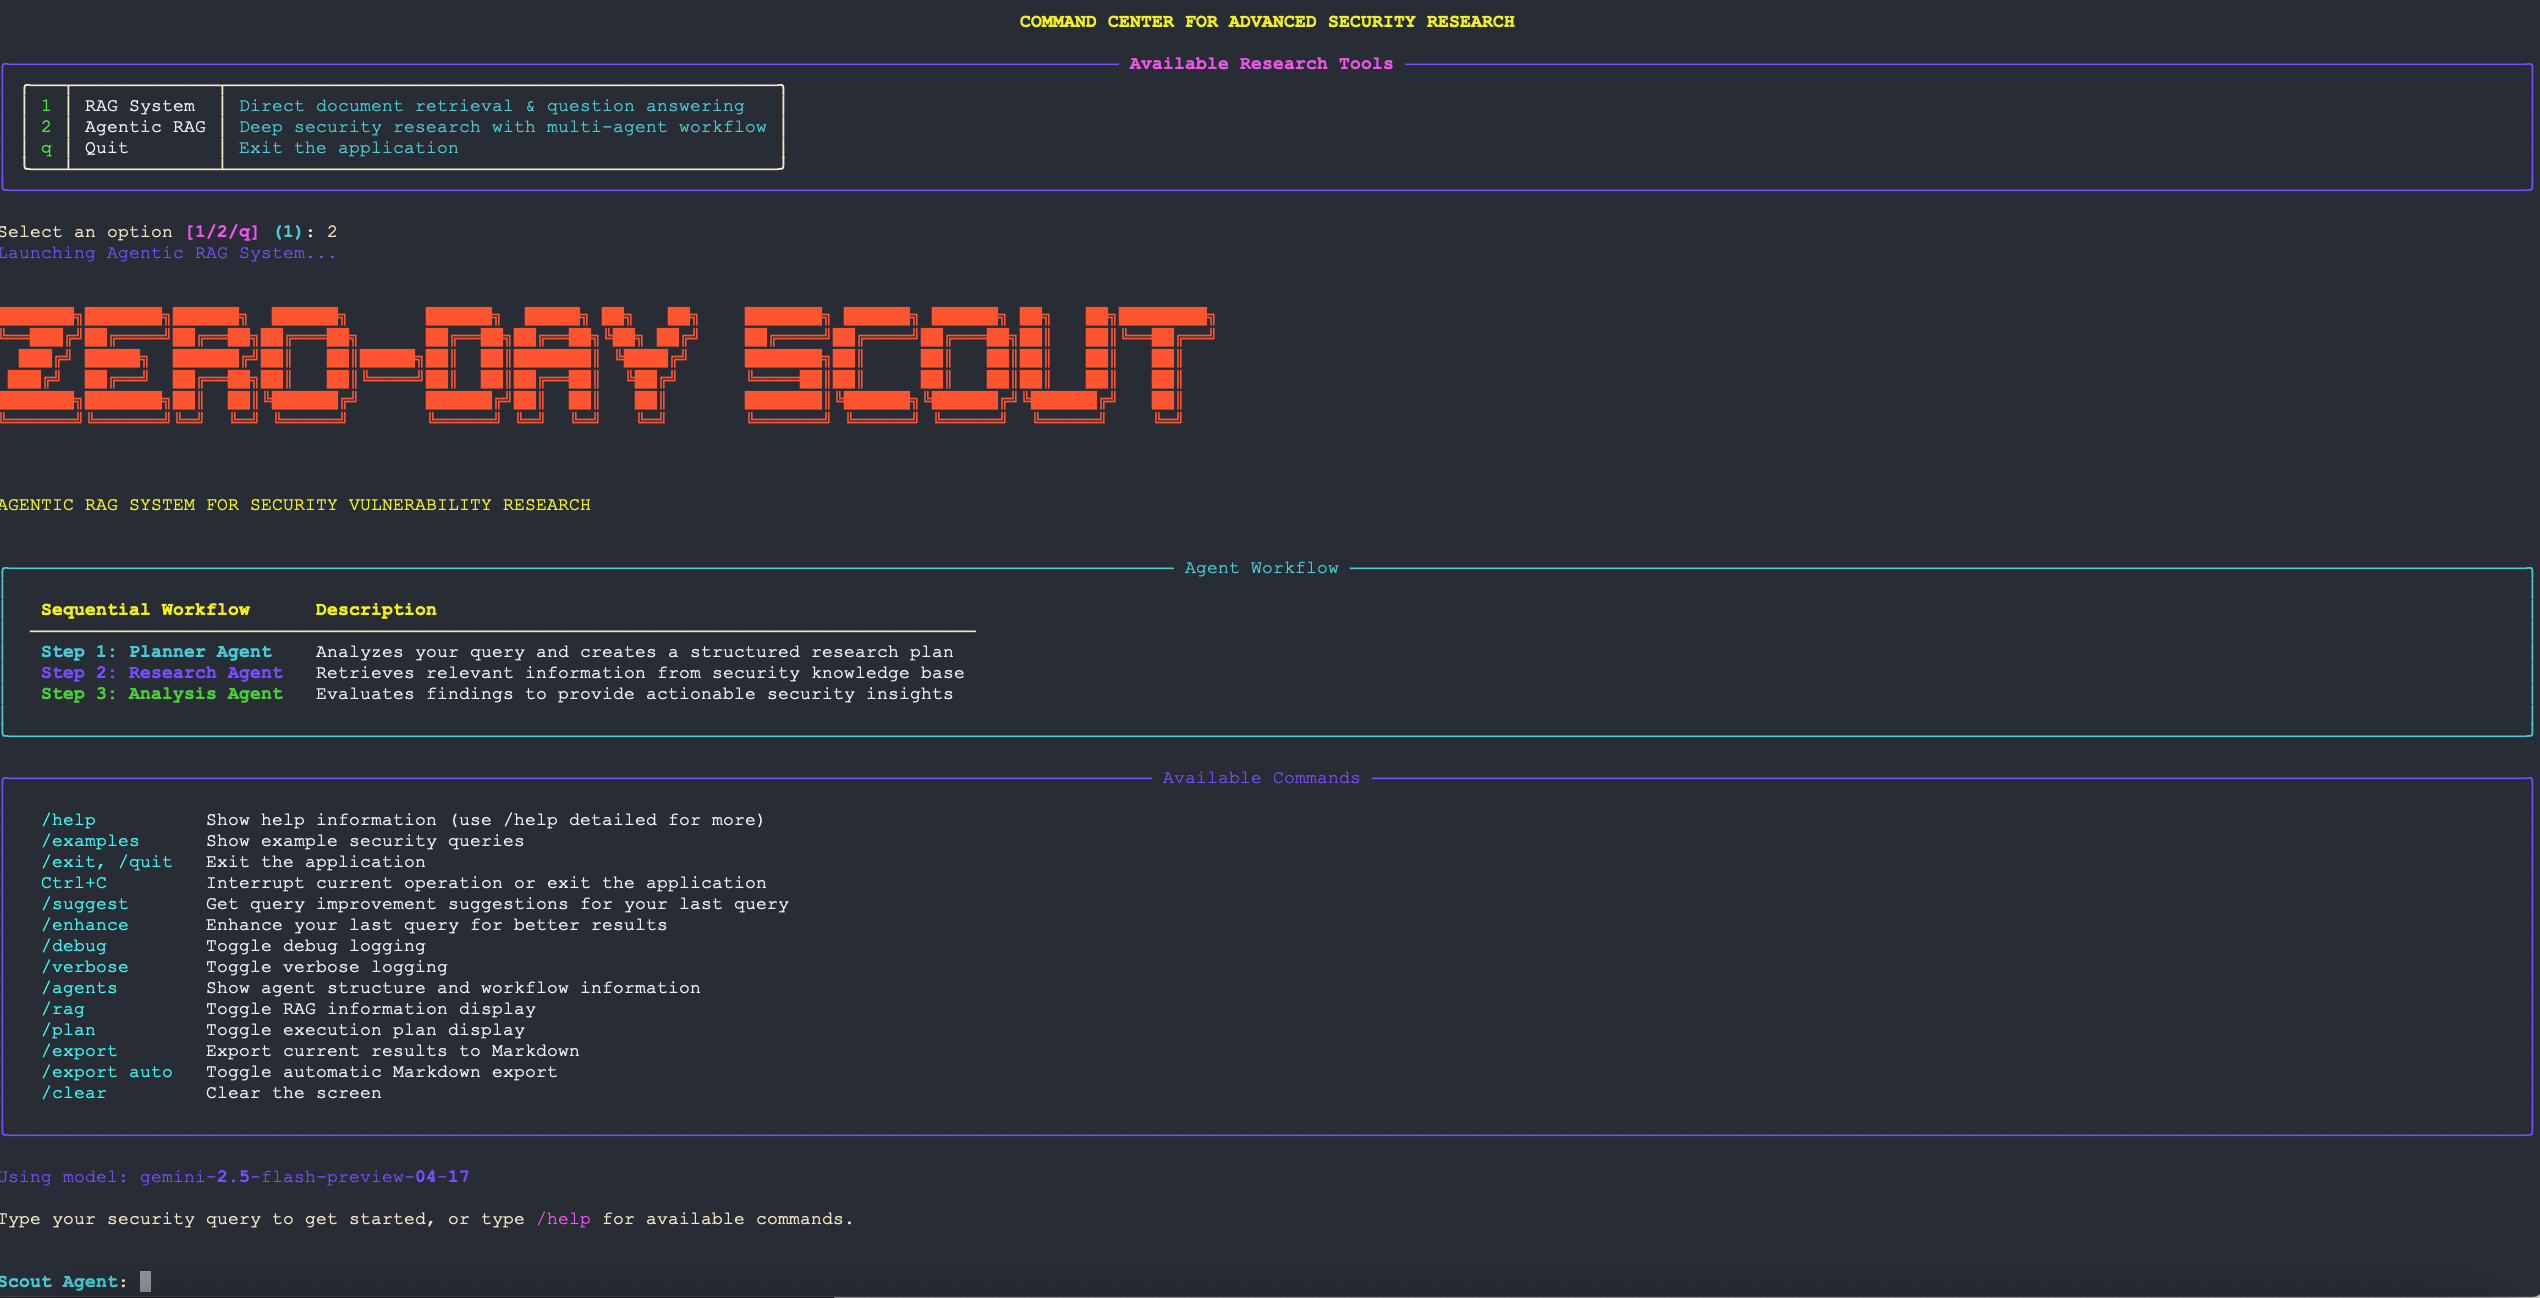 COMMAND CENTER FOR ADVANCED SECURITY RESEARCH
Available Research Tools
1 RAG System Direct document retrieval & question answering
2 Agentic RAG Deep security research with multi-agent workflow
q Quit Exit the application
Select an option [1/2/q] (1): 2
Launching Agentic RAG System...
ZERO-DAY SCOUT
AGENTIC RAG SYSTEM FOR SECURITY VULNERABILITY RESEARCH
Agent Workflow
Sequential Workflow Description
Step 1: Planner Agent Analyzes your query and creates a structured research plan
Step 2: Research Agent Retrieves relevant information from security knowledge base
Step 3: Analysis Agent Evaluates findings to provide actionable security insights
Available Commands
/help Show help information (use /help detailed for more)
/examples Show example security queries
/exit, /quit Exit the application
Ctrl+C Interrupt current operation or exit the application
/suggest Get query improvement suggestions for your last query
/enhance Enhance your last query for better results
/debug Toggle debug logging
/verbose Toggle verbose logging
/agents Show agent structure and workflow information
/rag Toggle RAG information display
/plan Toggle execution plan display
/export Export current results to Markdown
/export auto Toggle automatic Markdown export
/clear Clear the screen
Using model: gemini-2.5-flash-preview-04-17
Type your security query to get started, or type /help for available commands.
Scout Agent: